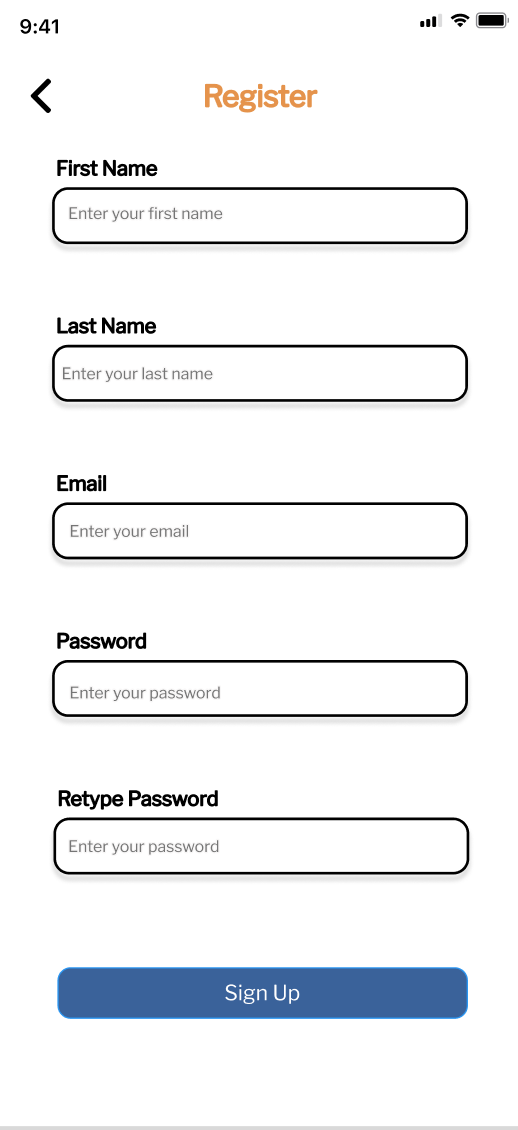 9:41
Register
First Name
Enter your first name
Last Name
Enter your last name
Email
Enter your email
Password
Enter your password
Retype Password
Enter your password
Sign Up